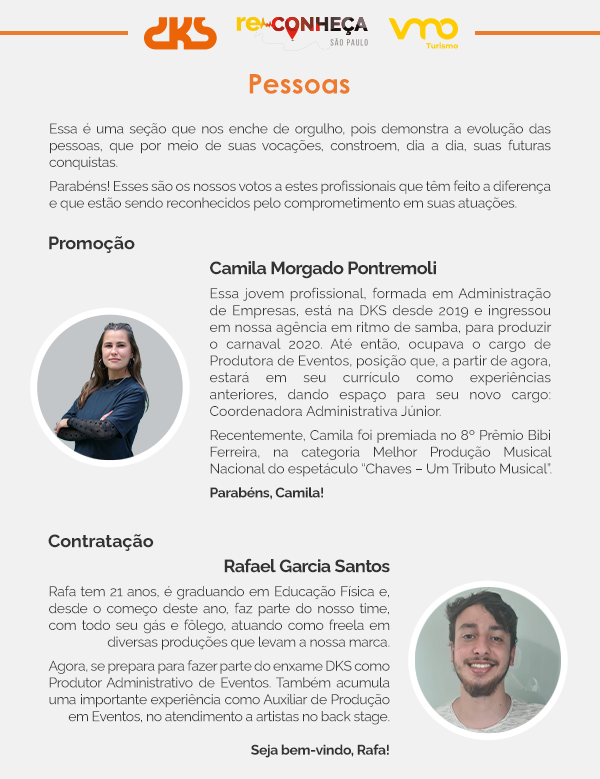 DKS
re CONHEÇA
SÃO PAULO
vmo
Turismo
Pessoas
Essa é uma seção que nos enche de orgulho, pois demonstra a evolução das
pessoas, que por meio de suas vocações, constroem, dia a dia, suas futuras
conquistas.
Parabéns! Esses são os nossos votos a estes profissionais que têm feito a diferença
e que estão sendo reconhecidos pelo comprometimento em suas atuações.
Promoção
Camila Morgado Pontremoli
Essa jovem profissional, formada em Administração
de Empresas, está na DKS desde 2019 e ingressou
em nossa agência em ritmo de samba, para produzir
o carnaval 2020. Até então, ocupava o cargo de
Produtora de Eventos, posição que, a partir de agora,
estará em seu currículo como experiências
anteriores, dando espaço para seu novo cargo:
Coordenadora Administrativa Júnior.
Recentemente, Camila foi premiada no 8º Prêmio Bibi
Ferreira, na categoria Melhor Produção Musical
Nacional do espetáculo “Chaves – Um Tributo Musical”.
Parabéns, Camila!
Contratação
Rafael Garcia Santos
Rafa tem 21 anos, é graduando em Educação Física e,
desde o começo deste ano, faz parte do nosso time,
com todo seu gás e fôlego, atuando como freela em
diversas produções que levam a nossa marca.
Agora, se prepara para fazer parte do enxame DKS como
Produtor Administrativo de Eventos. Também acumula
uma importante experiência como Auxiliar de Produção
em Eventos, no atendimento a artistas no back stage.
Seja bem-vindo, Rafa!